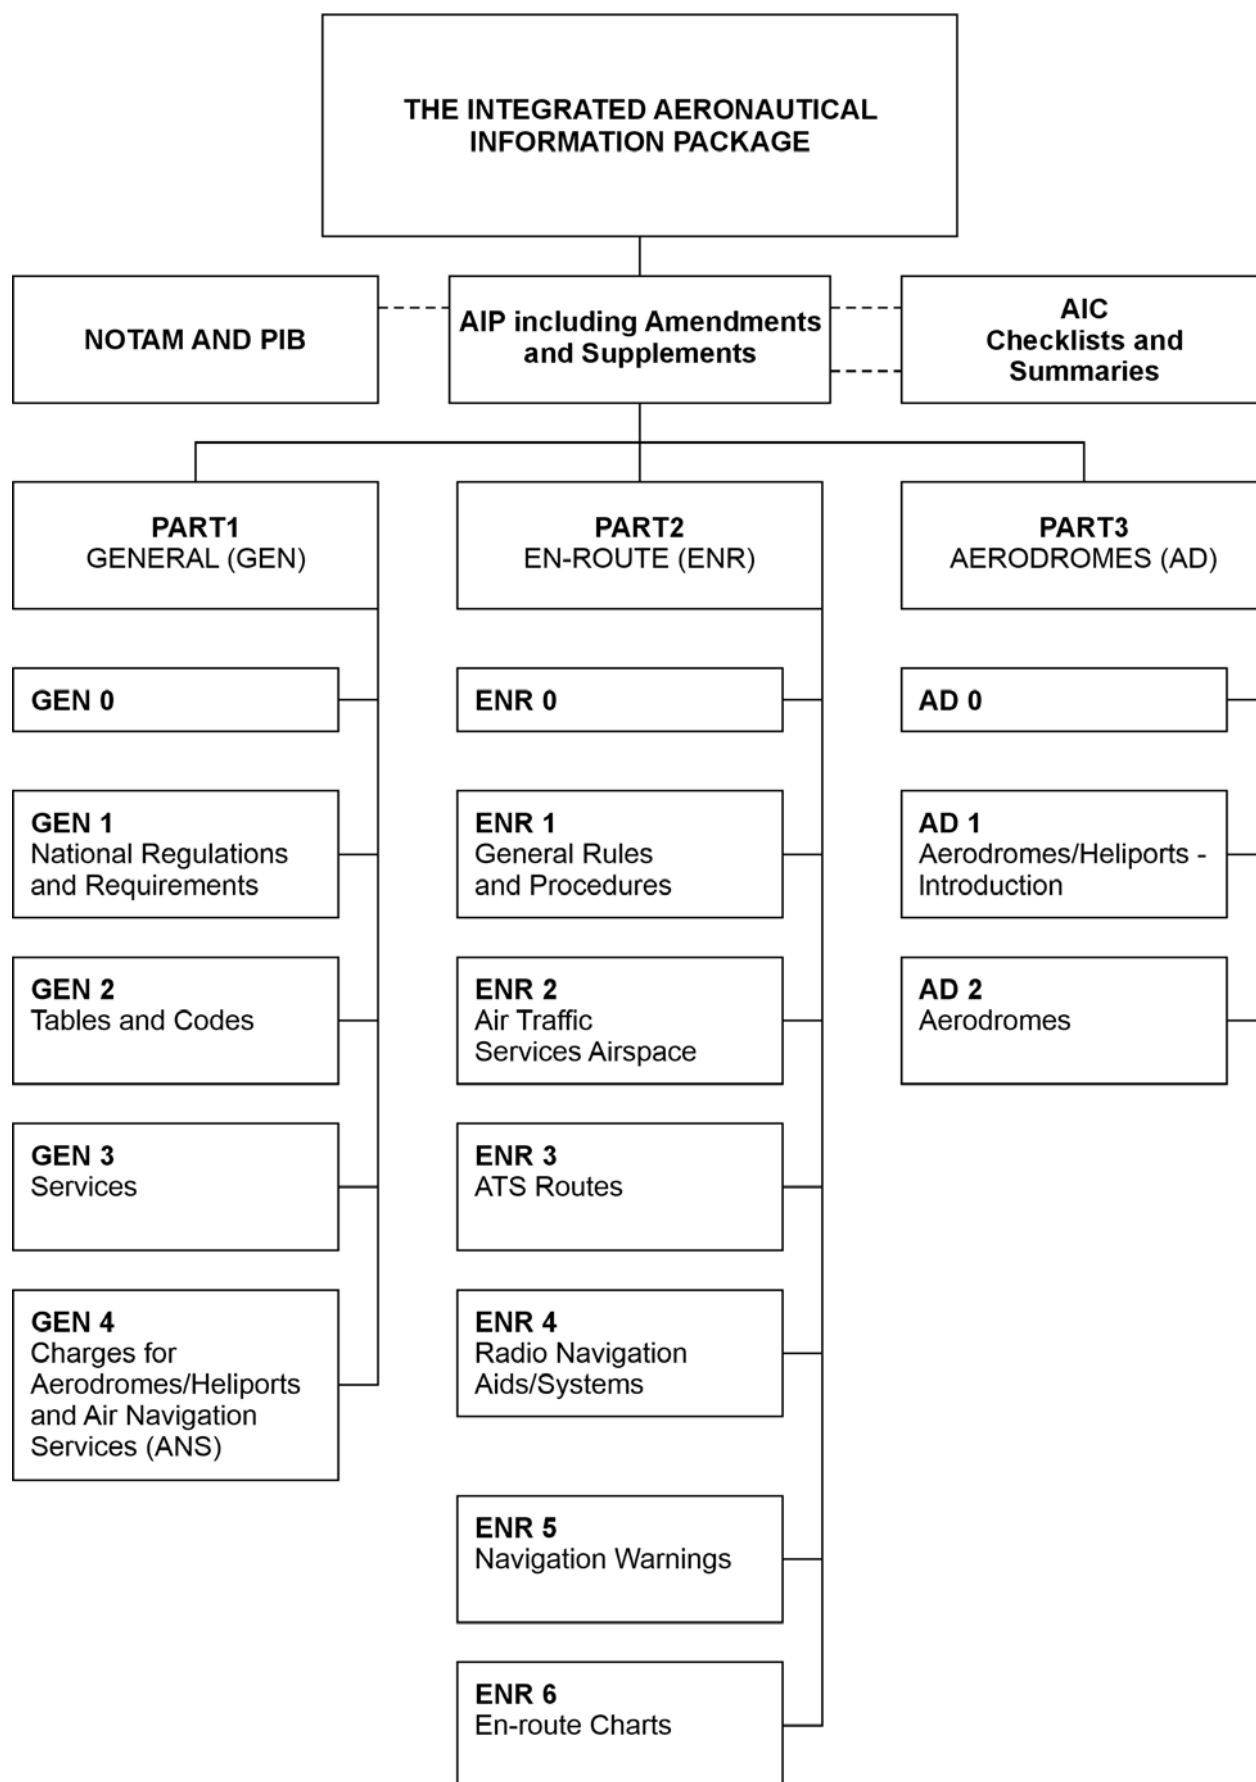 THE INTEGRATED AERONAUTICAL
INFORMATION PACKAGE
NOTAM AND PIB
AIP including Amendments
and Supplements
AIC
Checklists and
Summaries
PART1
GENERAL (GEN)
PART2
EN-ROUTE (ENR)
PART3
AERODROMES (AD)
GEN 0
GEN 1
National Regulations
and Requirements
GEN 2
Tables and Codes
GEN 3
Services
GEN 4
Charges for
Aerodromes/Heliports
and Air Navigation
Services (ANS)
ENR 0
ENR 1
General Rules
and Procedures
ENR 2
Air Traffic
Services Airspace
ENR 3
ATS Routes
ENR 4
Radio Navigation
Aids/Systems
ENR 5
Navigation Warnings
ENR 6
En-route Charts
AD 0
AD 1
Aerodromes/Heliports -
Introduction
AD 2
Aerodromes